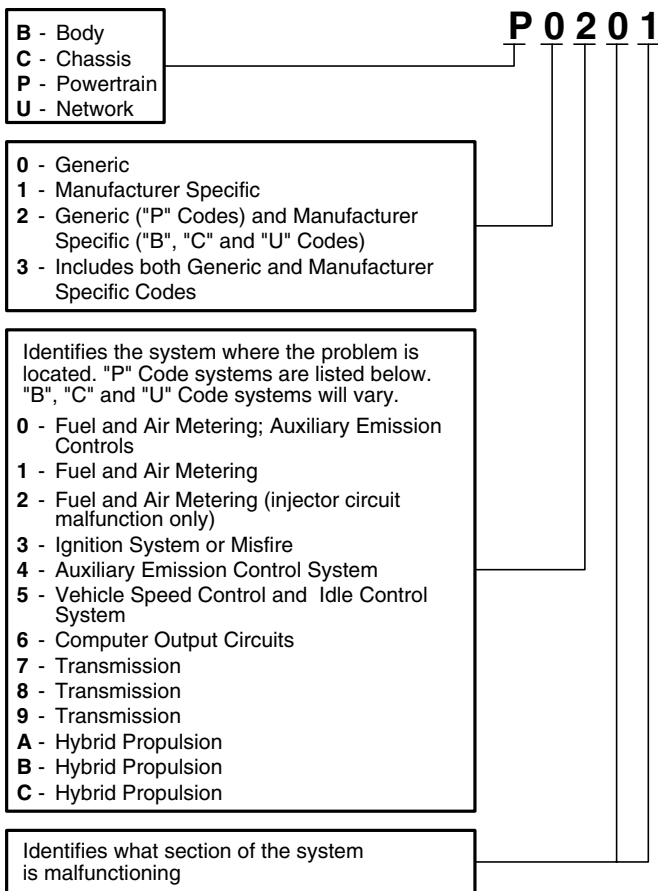 P 0 2 0 1
B - Body
C - Chassis
P - Powertrain
U - Network
0 - Generic
1 - Manufacturer Specific
2 - Generic ("P" Codes) and Manufacturer
Specific ("B", "C" and "U" Codes)
3 - Includes both Generic and Manufacturer
Specific Codes
Identifies the system where the problem is
located. "P" Code systems are listed below.
"B", "C" and "U" Code systems will vary.
0 - Fuel and Air Metering; Auxiliary Emission
Controls
1 - Fuel and Air Metering
2 - Fuel and Air Metering (injector circuit
malfunction only)
3 - Ignition System or Misfire
4 - Auxiliary Emission Control System
5 - Vehicle Speed Control and Idle Control
System
6 - Computer Output Circuits
7 - Transmission
8 - Transmission
9 - Transmission
A - Hybrid Propulsion
B - Hybrid Propulsion
C - Hybrid Propulsion
Identifies what section of the system
is malfunctioning